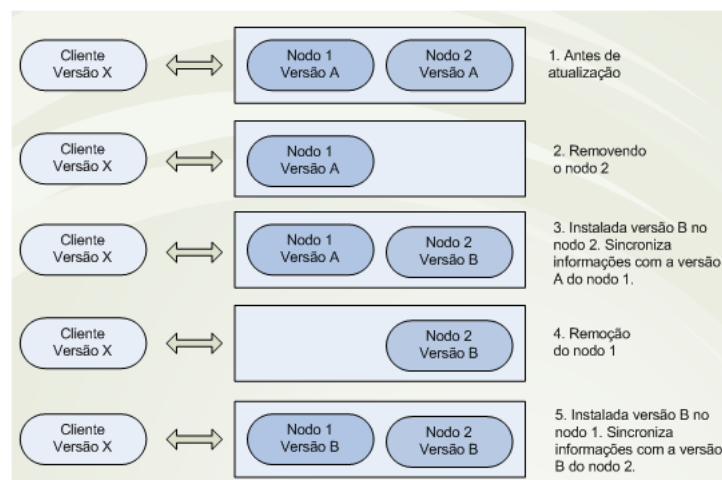 Cliente
Versão X
Nodo 1
Versão A
Nodo 2
Versão A
1. Antes de
atualização
Cliente
Versão X
Nodo 1
Versão A
2. Removendo
o nodo 2
Cliente
Versão X
Nodo 1
Versão A
Nodo 2
Versão B
3. Instalada versão B no
nodo 2. Sincroniza
informações com a versão
A do nodo 1.
Cliente
Versão X
Nodo 2
Versão B
4. Remoção
do nodo 1
Cliente
Versão X
Nodo 1
Versão B
Nodo 2
Versão B
5. Instalada versão B no
nodo 1. Sincroniza
informações com a versão
B do nodo 2.